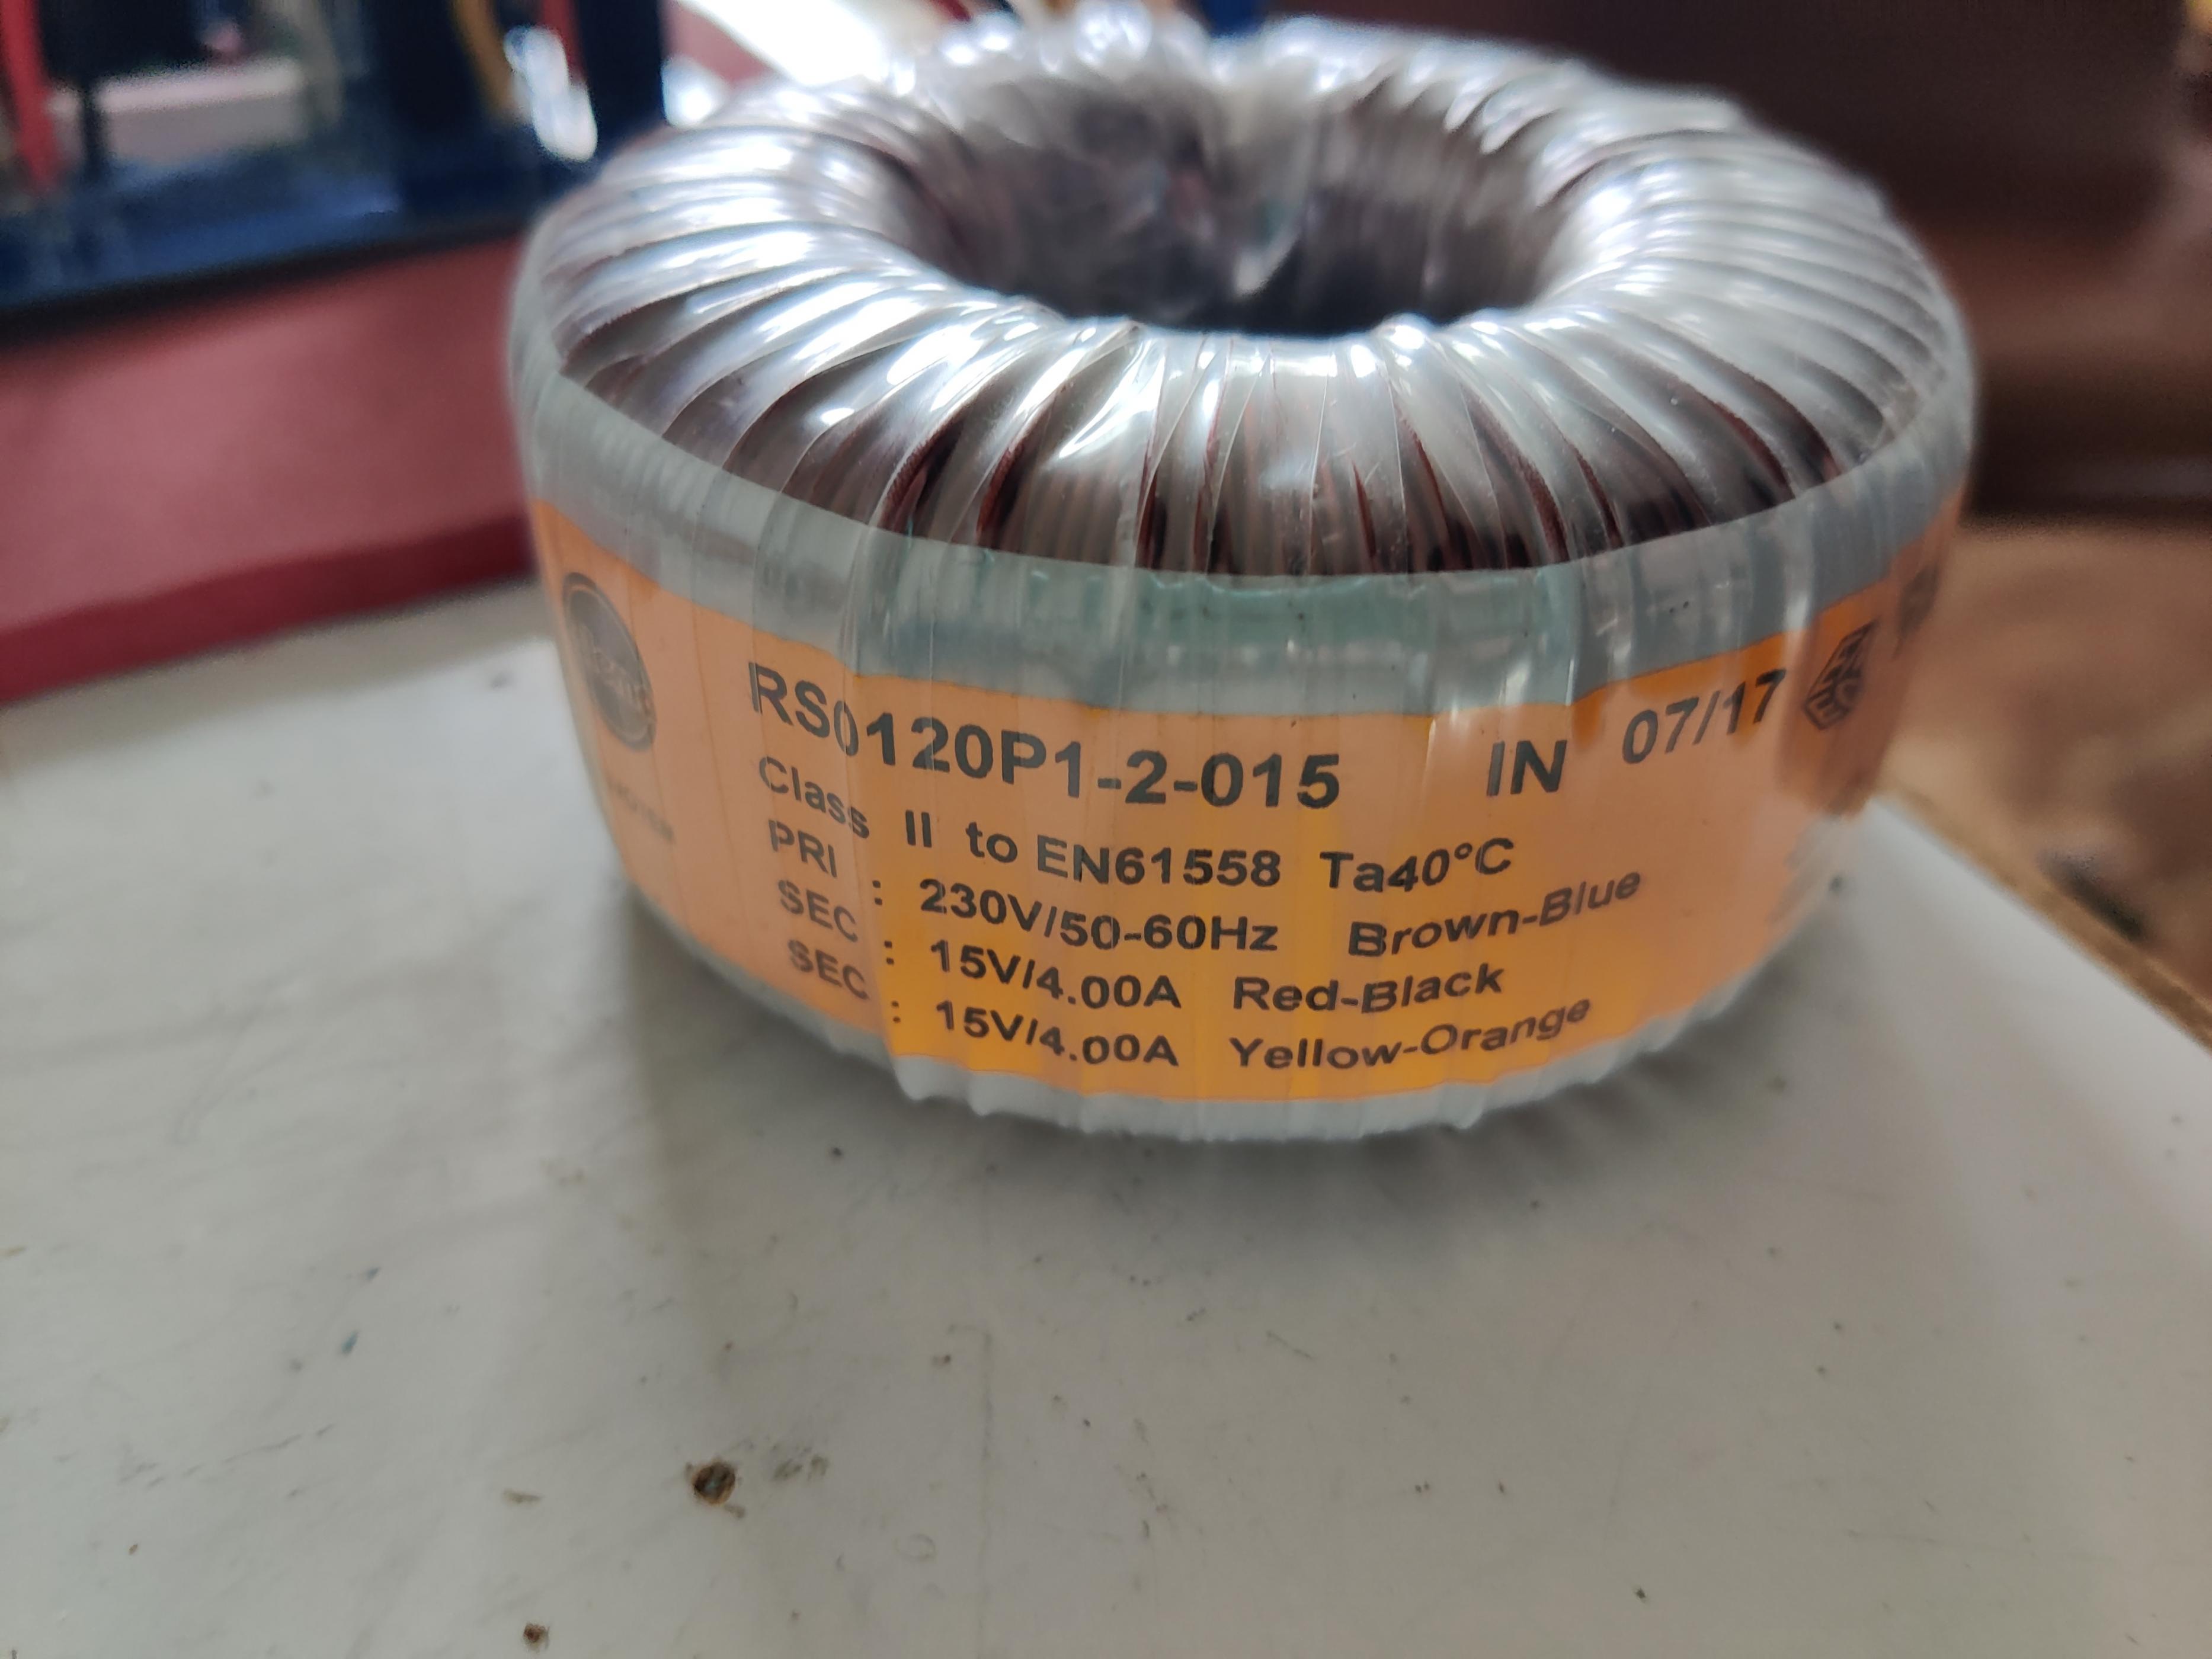 RS0120P1-2-015 IN 07/17
Class II to EN61558 Ta40°C
PRI : 230V/50-60Hz Brown-Blue
SEC : 15V/4.00A Red-Black
SEC : 15V/4.00A Yellow-Orange